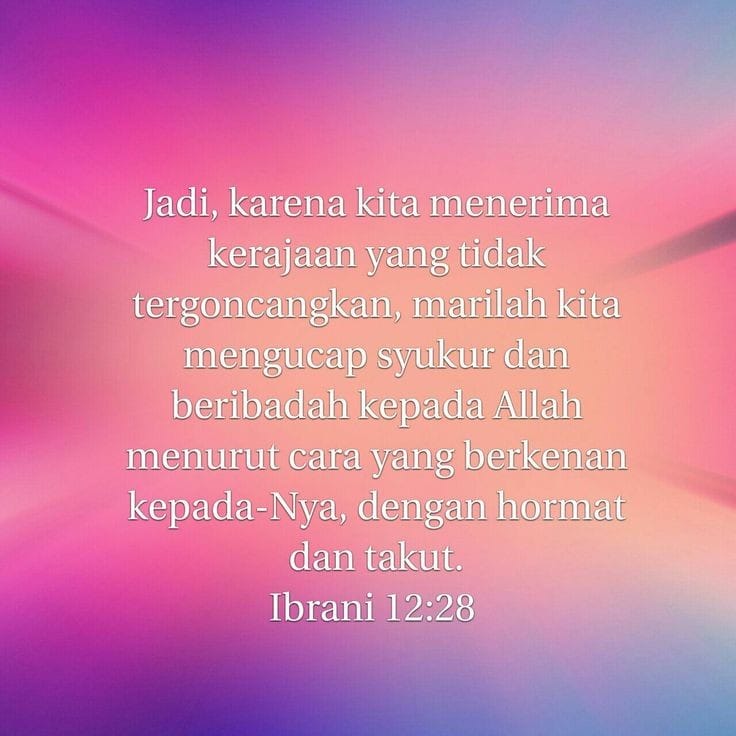 Jadi, karena kita menerima
kerajaan yang tidak
tergoncangkan, marilah kita
mengucap syukur dan
beribadah kepada Allah
menurut cara yang berkenan
kepada-Nya, dengan hormat
dan takut.
Ibrani 12:28